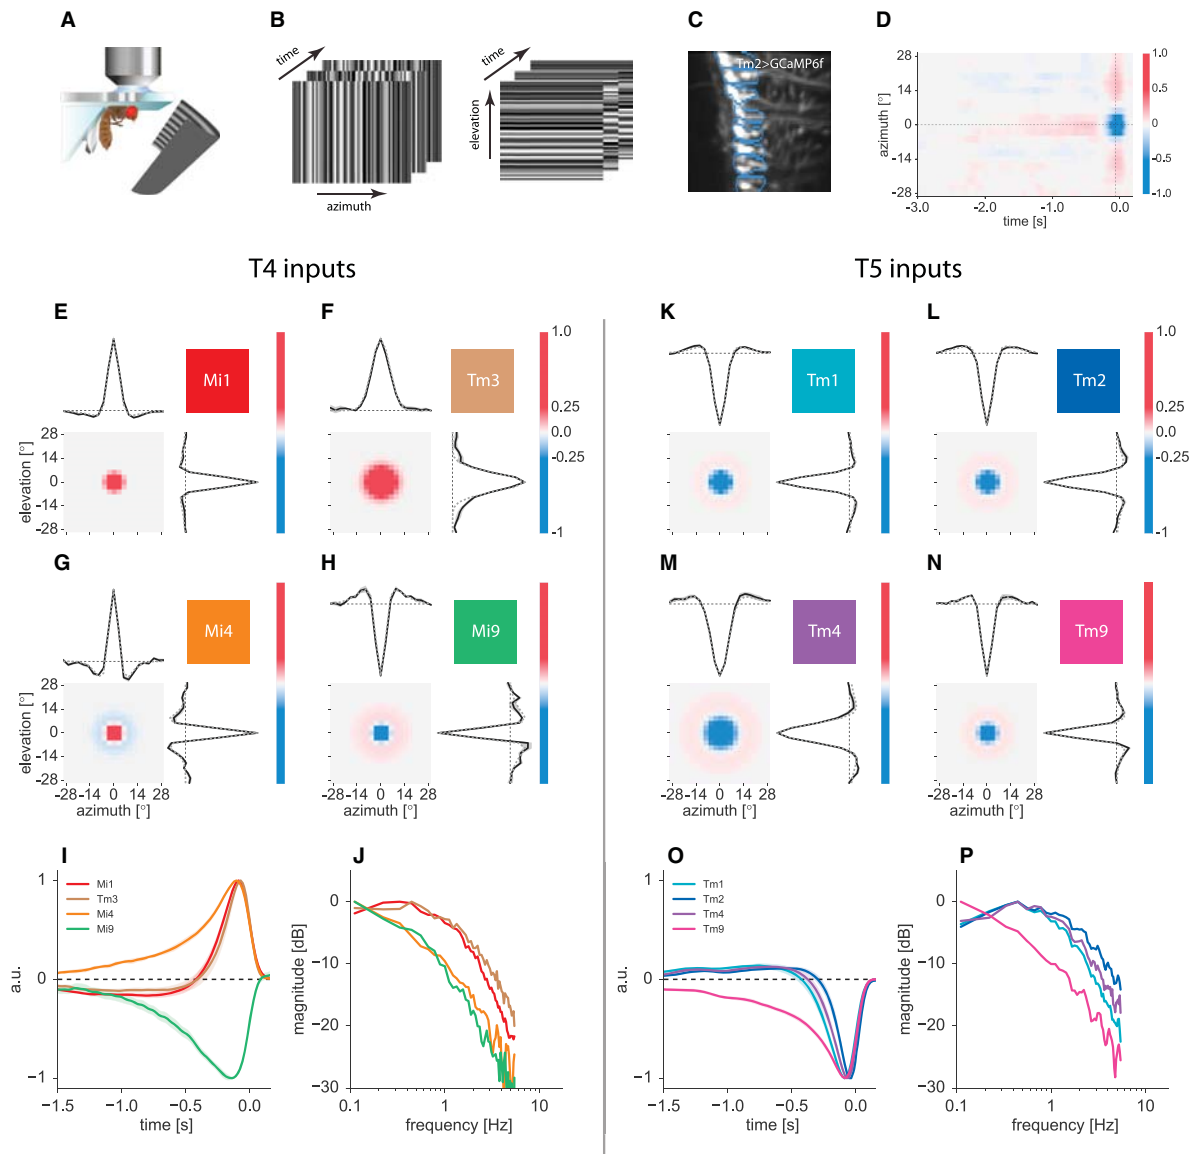 A
B
time
azimuth
time
elevation
C
Tm2>GCaMP6f
D
28
14
0
-14
-28
azimuth [°]
-3.0 -2.0 -1.0 0.0
time [s]
1.0
0.5
0
-0.5
-1.0
T4 inputs
T5 inputs
E
Mi1
28
14
0
-14
-28
elevation [°]
F
Tm3
1.0
0.25
0.0
-0.25
-1
K
Tm1
L
Tm2
1.0
0.25
0.0
-0.25
-1
G
Mi4
28
14
0
-14
-28
elevation [°]
-28 -14 0 14 28
azimuth [°]
H
Mi9
-28 -14 0 14 28
azimuth [°]
M
Tm4
-28 -14 0 14 28
azimuth [°]
N
Tm9
-28 -14 0 14 28
azimuth [°]
I
Mi1
Tm3
Mi4
Mi9
1
0
−1
a.u.
−1.5 −1.0 −0.5 0.0
time [s]
J
0
−10
−20
−30
magnitude [dB]
0.1 1 10
frequency [Hz]
O
Tm1
Tm2
Tm4
Tm9
1
0
−1
a.u.
−1.5 −1.0 −0.5 0.0
time [s]
P
0
−10
−20
−30
magnitude [dB]
0.1 1 10
frequency [Hz]